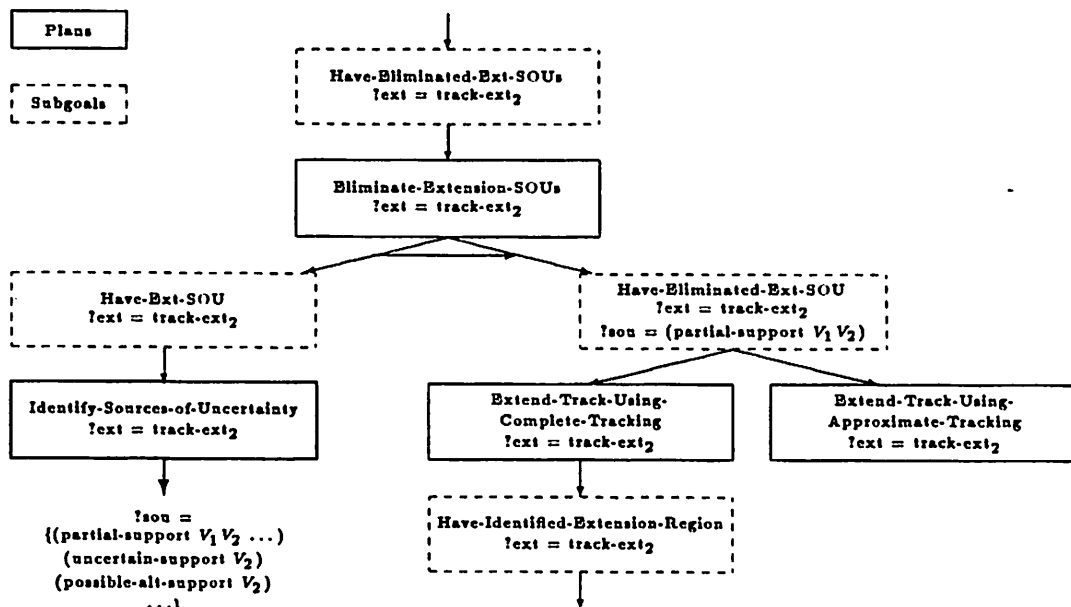 Plans
Subgoals
Have-Eliminated-Ext-SOUs
?ext = track-ext₂
Eliminate-Extension-SOUs
?ext = track-ext₂
Have-Ext-SOU
?ext = track-ext₂
Have-Eliminated-Ext-SOU
?ext = track-ext₂
?sou = (partial-support V₁ V₂)
Identify-Sources-of-Uncertainty
?ext = track-ext₂
Extend-Track-Using-
Complete-Tracking
?ext = track-ext₂
Extend-Track-Using-
Approximate-Tracking
?ext = track-ext₂
Have-Identified-Extension-Region
?ext = track-ext₂
?sou =
{(partial-support V₁ V₂ ...)
(uncertain-support V₂)
(possible-alt-support V₂)
...}